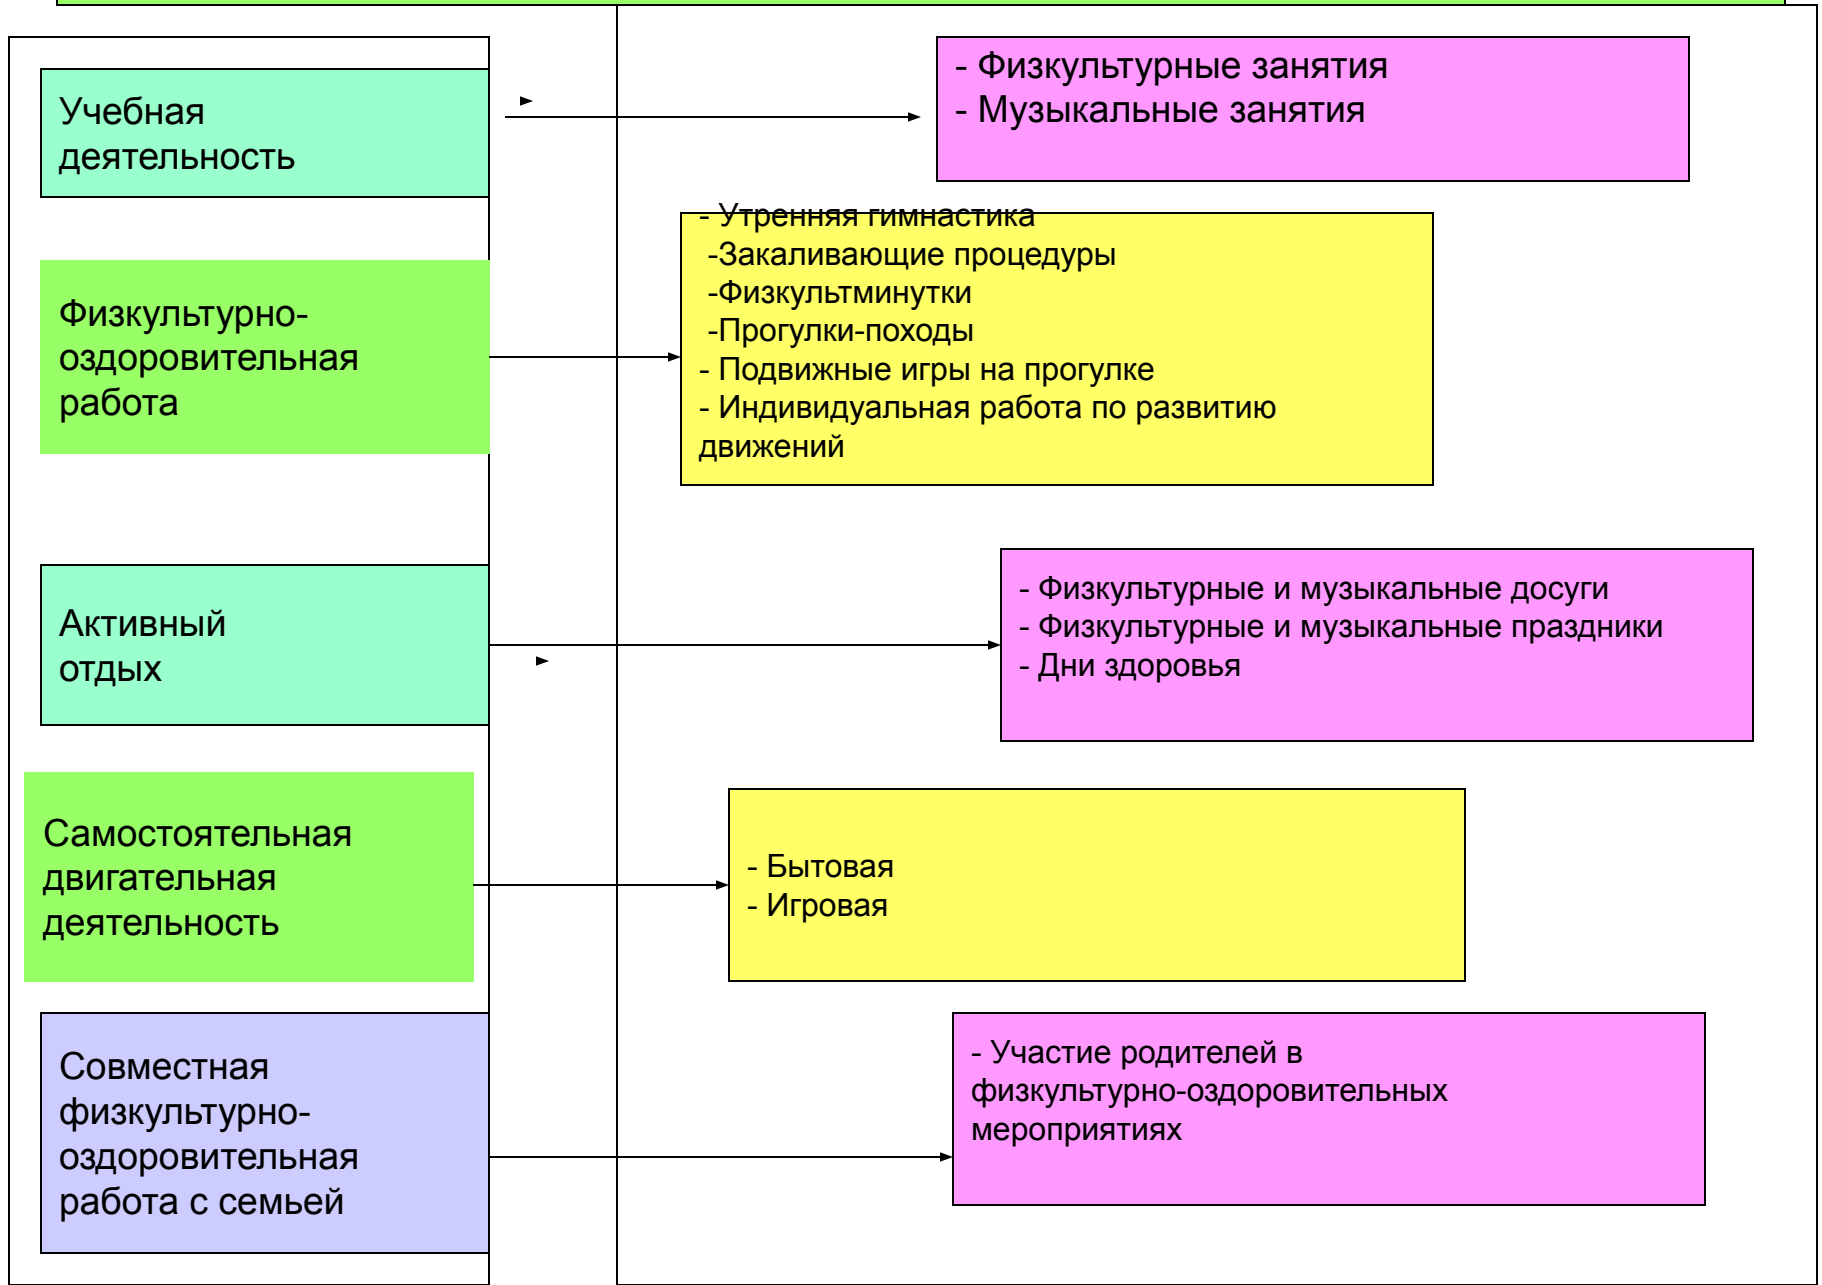 Учебная
деятельность
- Физкультурные занятия
- Музыкальные занятия
Физкультурно-
оздоровительная
работа
- Утренняя гимнастика
-Закаливающие процедуры
-Физкультминутки
-Прогулки-походы
- Подвижные игры на прогулке
- Индивидуальная работа по развитию
движений
Активный
отдых
- Физкультурные и музыкальные досуги
- Физкультурные и музыкальные праздники
- Дни здоровья
Самостоятельная
двигательная
деятельность
- Бытовая
- Игровая
Совместная
физкультурно-
оздоровительная
работа с семьей
- Участие родителей в
физкультурно-оздоровительных
мероприятиях